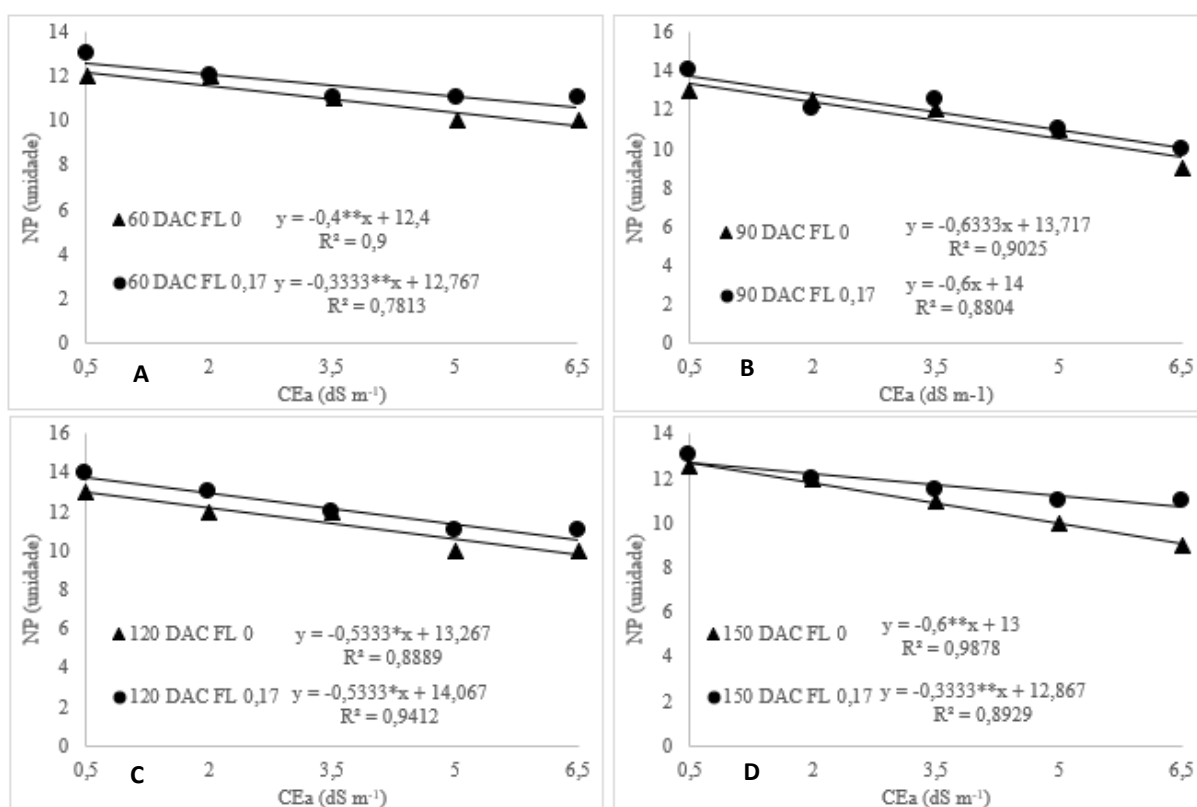 14
12
10
8
6
4
2
0
NP (unidade)
60 DAC FL 0 y = -0,4**x + 12,4
R² = 0,9
60 DAC FL 0,17 y = -0,3333**x + 12,767
R² = 0,7813
0,5 2 3,5 5 6,5
A
CEa (dS m⁻¹)
16
14
12
10
8
6
4
2
0
NP (unidade)
90 DAC FL 0 y = -0,6333x + 13,717
R² = 0,9025
90 DAC FL 0,17 y = -0,6x + 14
R² = 0,8804
0,5 2 3,5 5 6,5
B
CEa (dS m-1)
16
14
12
10
8
6
4
2
0
NP (unidade)
120 DAC FL 0 y = -0,5333*x + 13,267
R² = 0,8889
120 DAC FL 0,17 y = -0,5333*x + 14,067
R² = 0,9412
0,5 2 3,5 5 6,5
C
CEa (dS m⁻¹)
14
12
10
8
6
4
2
0
NP (unidade)
150 DAC FL 0 y = -0,6**x + 13
R² = 0,9878
150 DAC FL 0,17 y = -0,3333**x + 12,867
R² = 0,8929
0,5 2 3,5 5 6,5
D
CEa (dS m⁻¹)